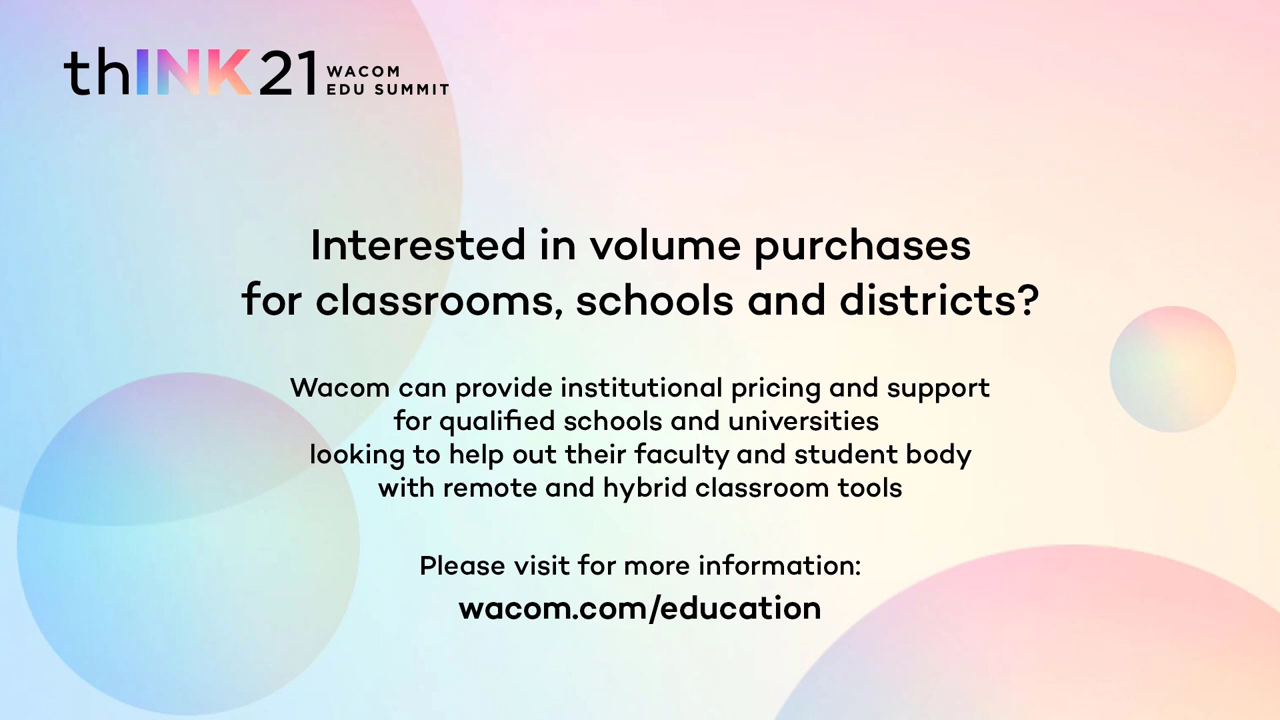 thINK21 WACOM
EDU SUMMIT
Interested in volume purchases
for classrooms, schools and districts?
Wacom can provide institutional pricing and support
for qualified schools and universities
looking to help out their faculty and student body
with remote and hybrid classroom tools
Please visit for more information:
wacom.com/education